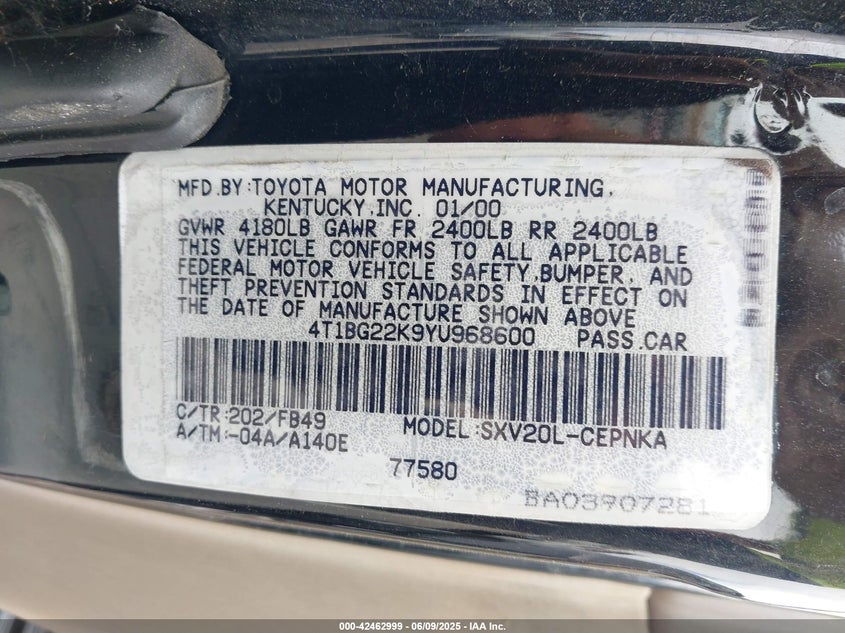 MFD.BY:TOYOTA MOTOR MANUFACTURING,
KENTUCKY,INC. 01/00
GVWR 4180LB GAWR FR 2400LB RR 2400LB
THIS VEHICLE CONFORMS TO ALL APPLICABLE
FEDERAL MOTOR VEHICLE SAFETY,BUMPER, AND
THEFT PREVENTION STANDARDS IN EFFECT ON
THE DATE OF MANUFACTURE SHOWN ABOVE
4T1BG22K9YU968600 PASS.CAR
C/TR:202/FB49
A/TM:-04A/A140E
MODEL:SXV20L-CEPNKA
77580
BA03907281
000-42462999 | 06/09/2025 | IAA Inc.